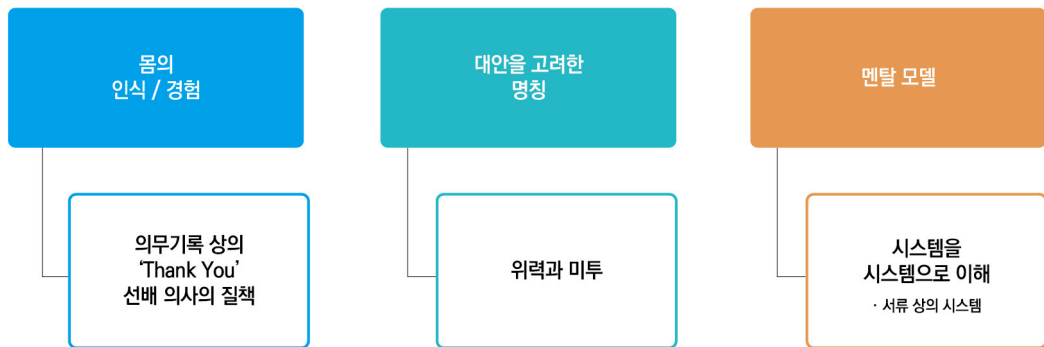 몸의
인식 / 경험
대안을 고려한
명칭
멘탈 모델
의무기록 상의
‘Thank You’
선배 의사의 질책
위력과 미투
시스템을
시스템으로 이해
· 서류 상의 시스템